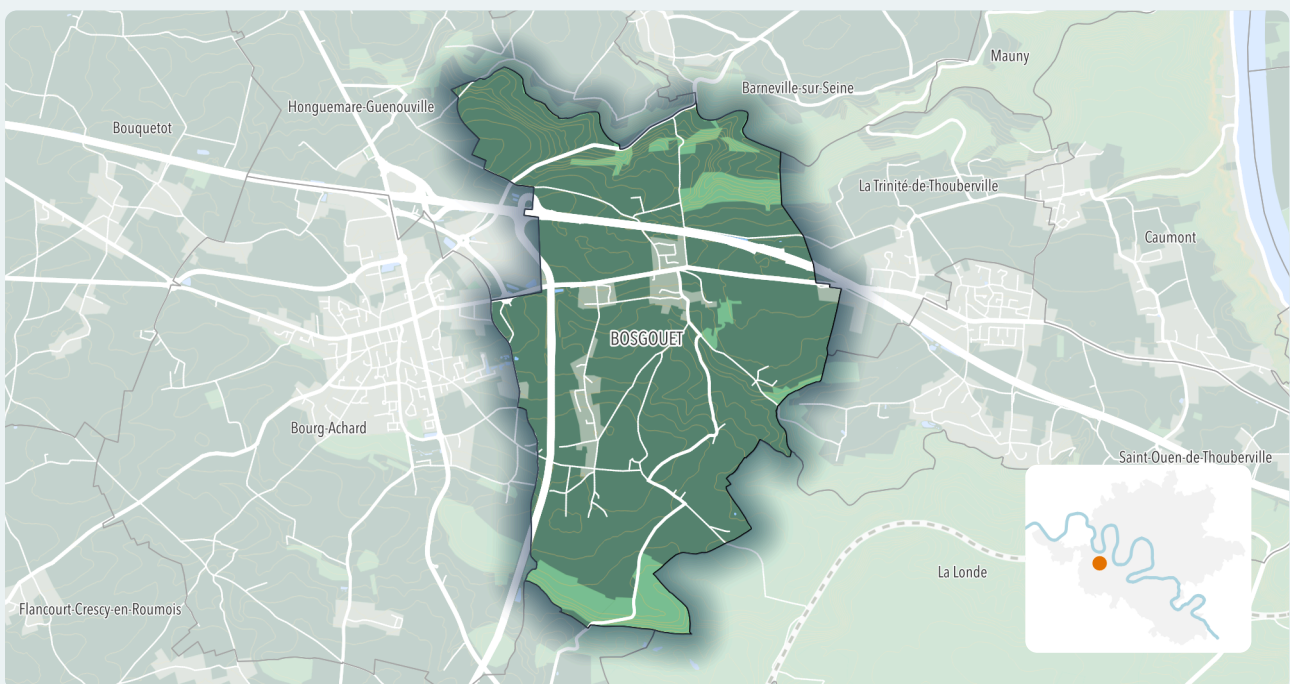 Mauny
Barneville-sur-Seine
Honguemare-Guenouville
Bouquetot
La Trinité-de-Thouberville
Caumont
BOSGOUET
Bourg-Achard
Saint-Ouen-de-Thouberville
La Londe
Flancourt-Crescy-en-Roumois